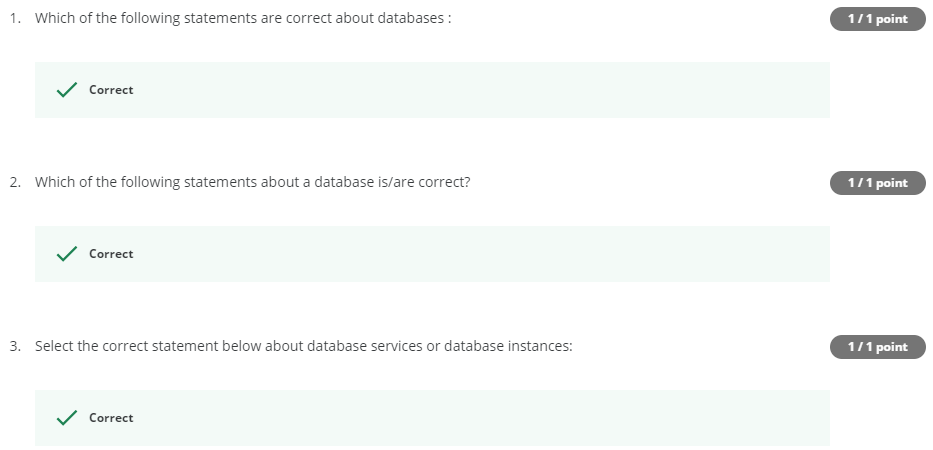 1. Which of the following statements are correct about databases :
1 / 1 point
Correct
2. Which of the following statements about a database is/are correct?
1 / 1 point
Correct
3. Select the correct statement below about database services or database instances:
1 / 1 point
Correct